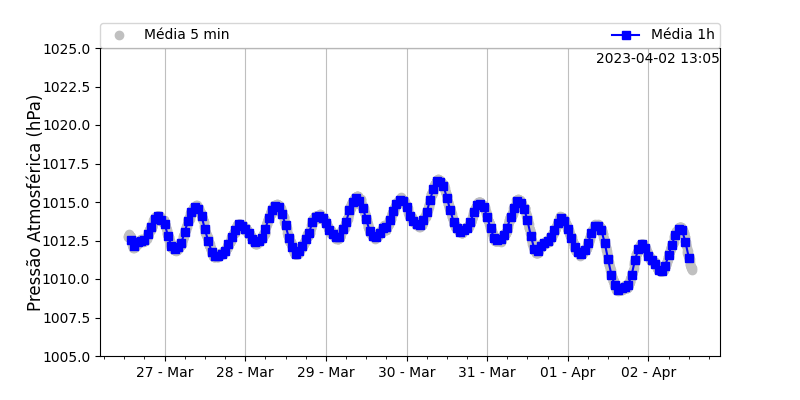 Média 5 min
Média 1h
2023-04-02 13:05
Pressão Atmosférica (hPa)
1025.0
1022.5
1020.0
1017.5
1015.0
1012.5
1010.0
1007.5
1005.0
27 - Mar
28 - Mar
29 - Mar
30 - Mar
31 - Mar
01 - Apr
02 - Apr